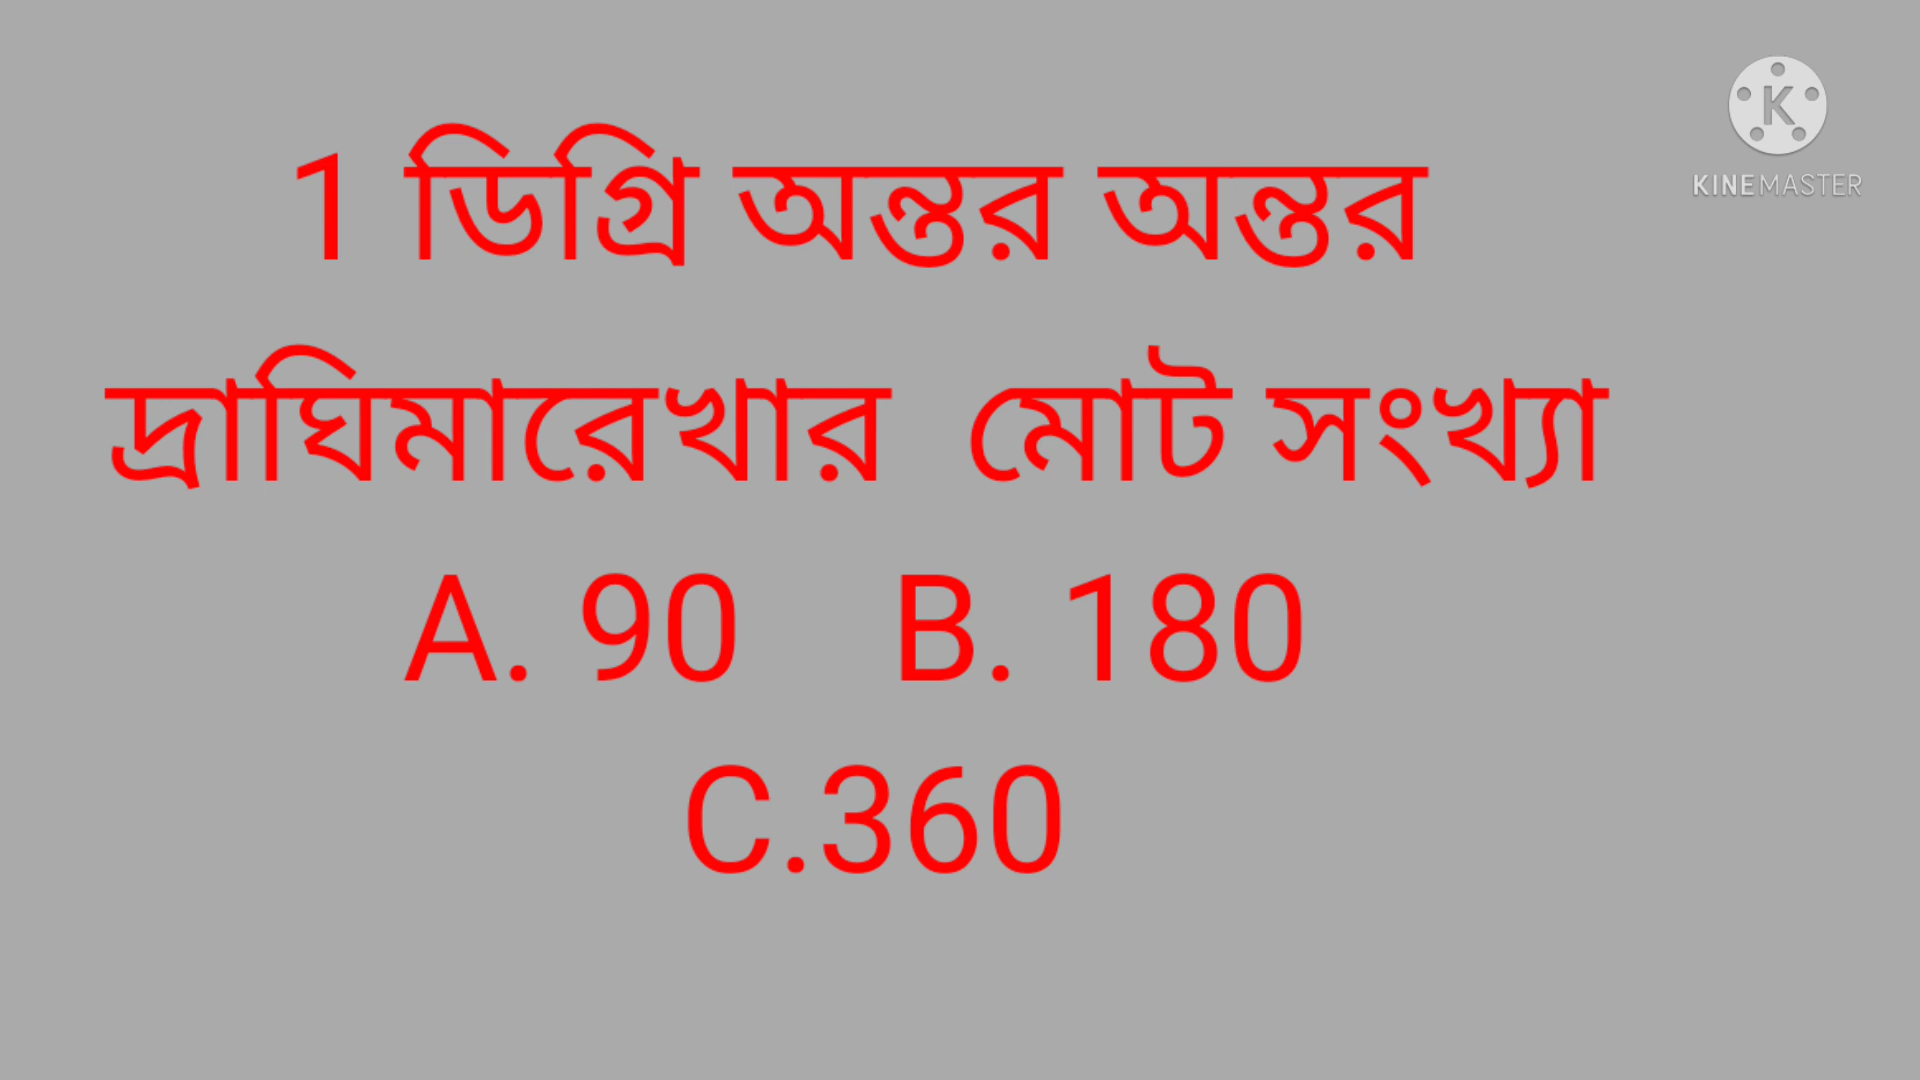 1 ডিগ্রি অন্তর অন্তর
দ্রাঘিমারেখার মোট সংখ্যা
A. 90 B. 180
C.360
K
KINEMASTER